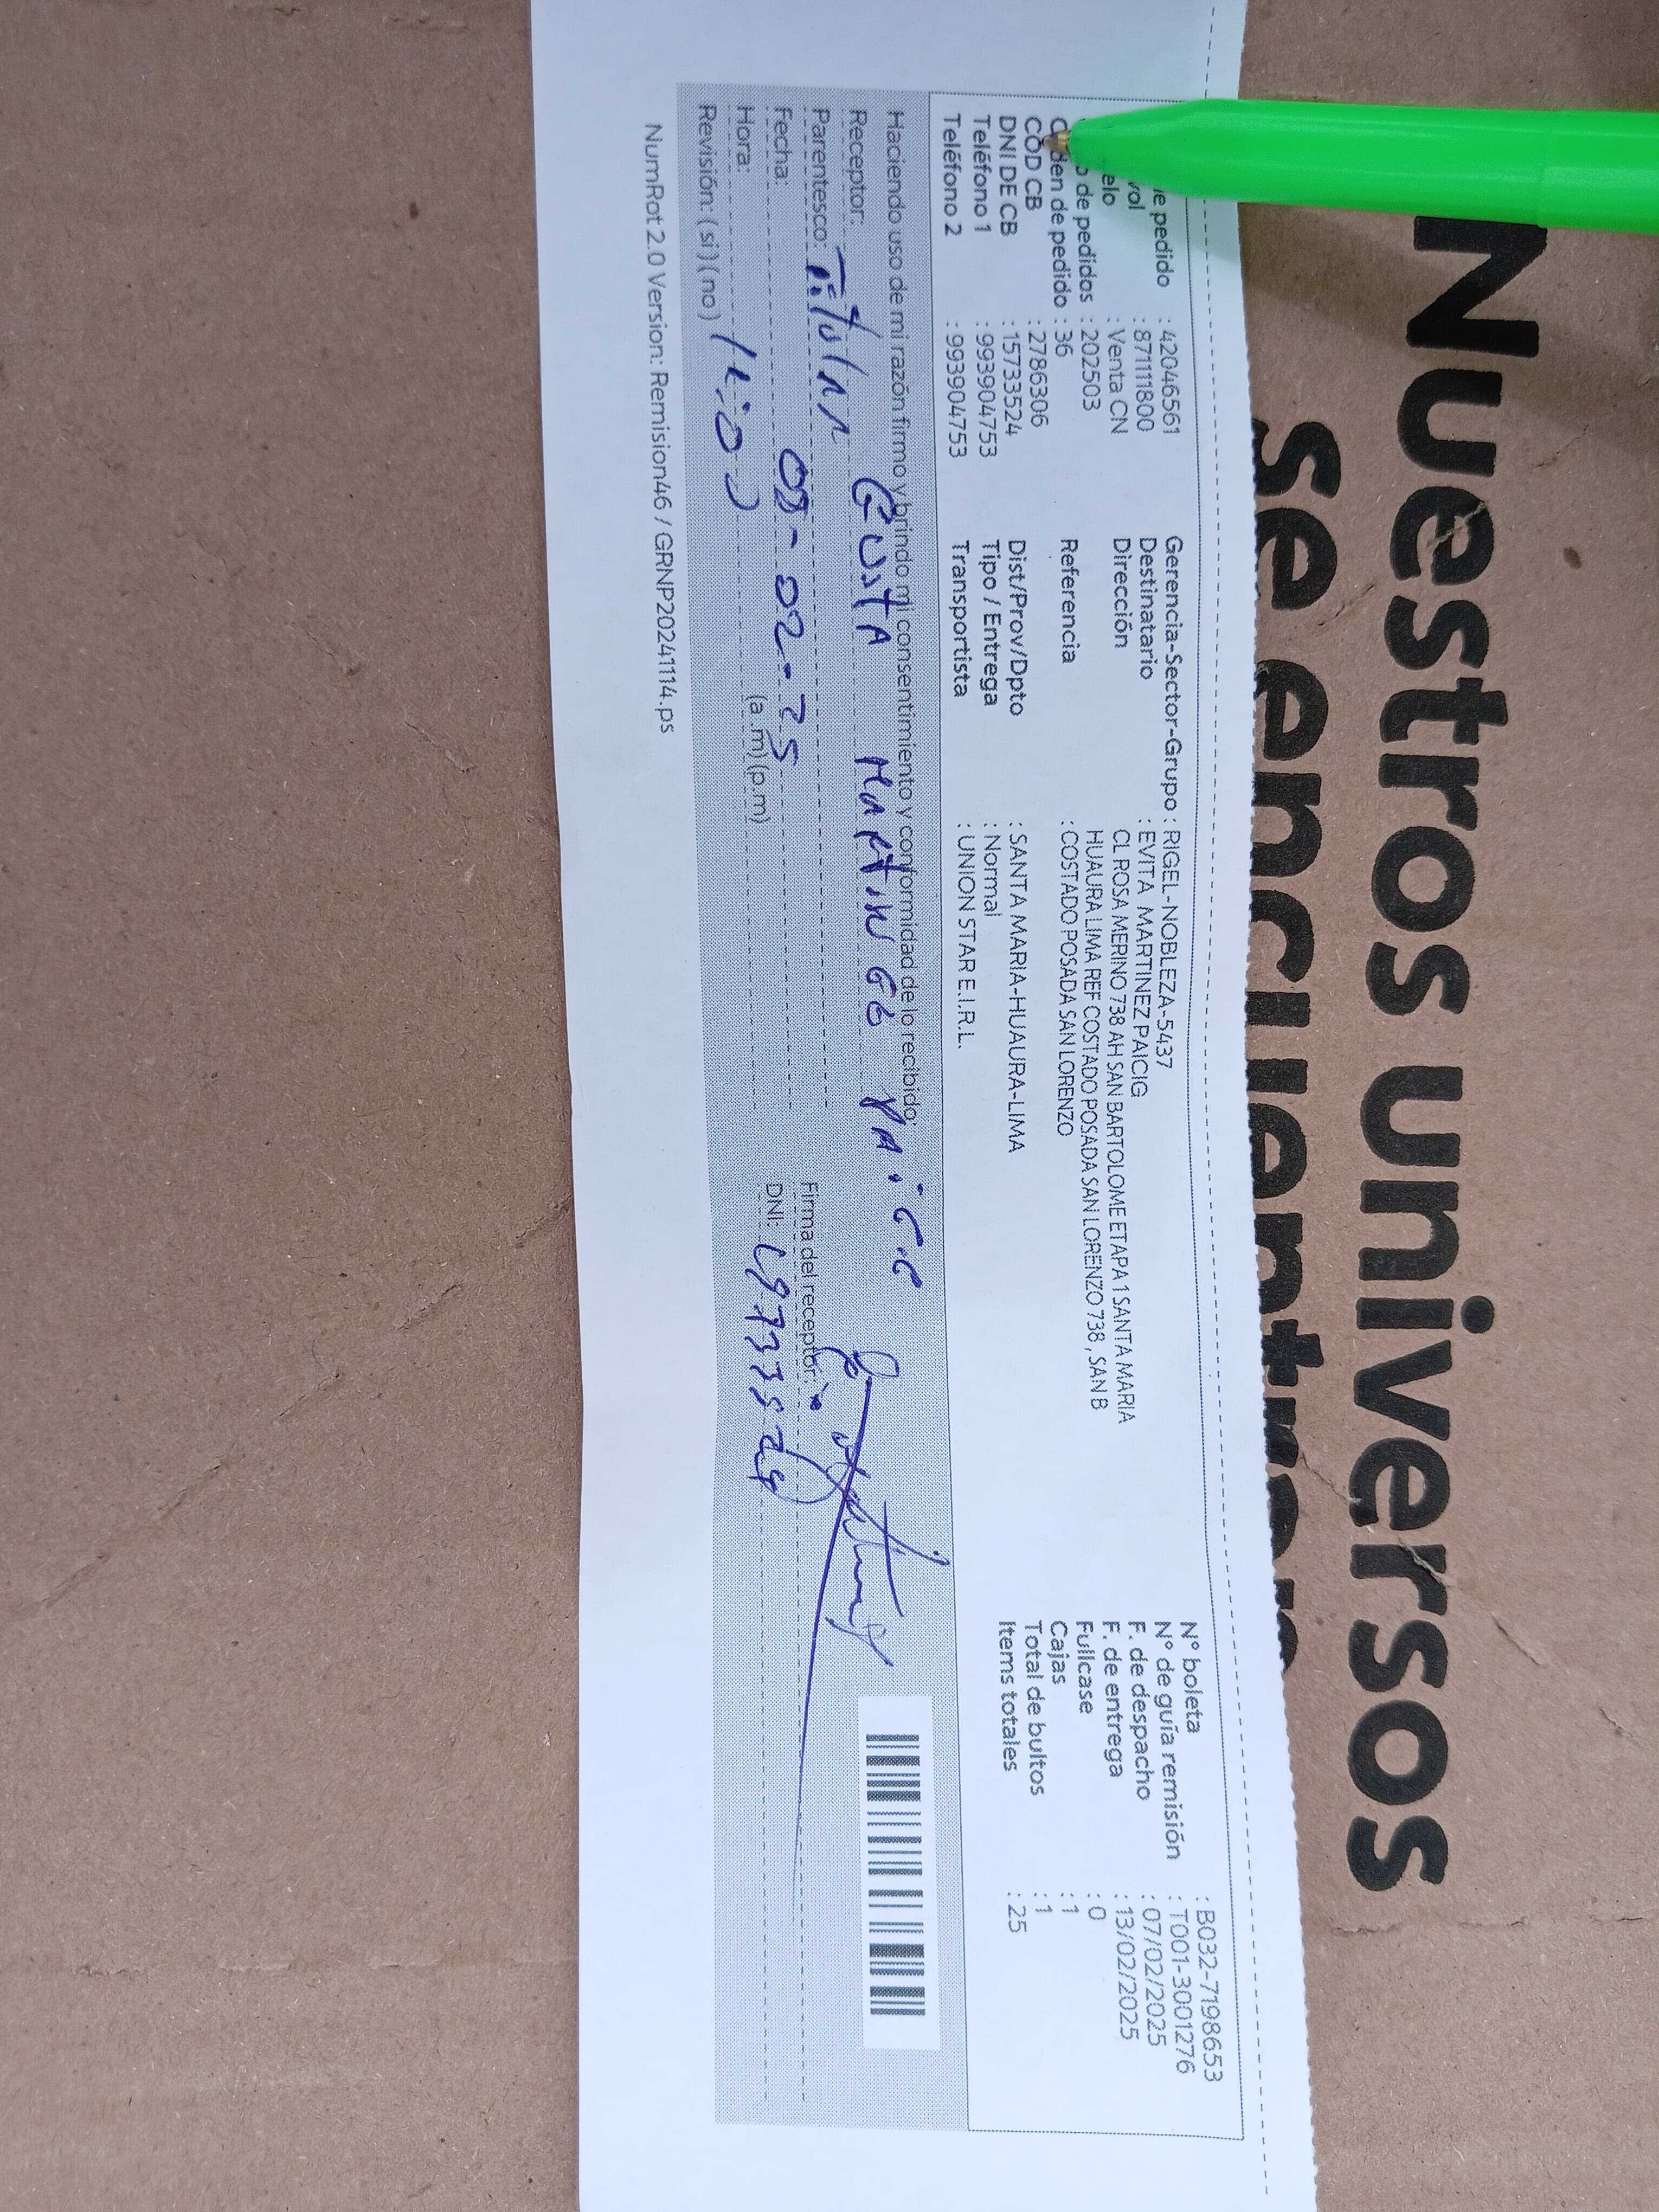 Nuestros universos
se encuentran
e pedido : 42046561
vol : 871111800
elo : Venta CN
o de pedidos : 202503
Orden de pedido : 36
COD CB : 2786306
DNI DE CB : 15733524
Teléfono 1 : 993904753
Teléfono 2 : 993904753
Gerencia-Sector-Grupo : RIGEL-NOBLEZA-5437
Destinatario : EVITA MARTINEZ PAICIG
Dirección CL ROSA MERINO 738 AH SAN BARTOLOME ETAPA 1 SANTA MARIA
HUAURA LIMA REF COSTADO POSADA SAN LORENZO 738 , SAN B
Referencia : COSTADO POSADA SAN LORENZO
Dist/Prov/Dpto : SANTA MARIA-HUAURA-LIMA
Tipo / Entrega : Normal
Transportista : UNION STAR E.I.R.L.
N° boleta : B032-7198653
N° de guía remisión : T001-3001276
F. de despacho : 07/02/2025
F. de entrega : 13/02/2025
Fullcase : 0
Cajas : 1
Total de bultos : 1
Items totales : 25
Haciendo uso de mi razón firmo y brindo mi consentimiento y conformidad de lo recibido,
Receptor:
Parentesco: Titular
Fecha: 08-02-25
Hora: (a.m) (p.m)
Revisión: (si) (no)
Firma del receptor:
DNI:
NumRot 2.0 Version: Remision46 / GRNP20241114.ps